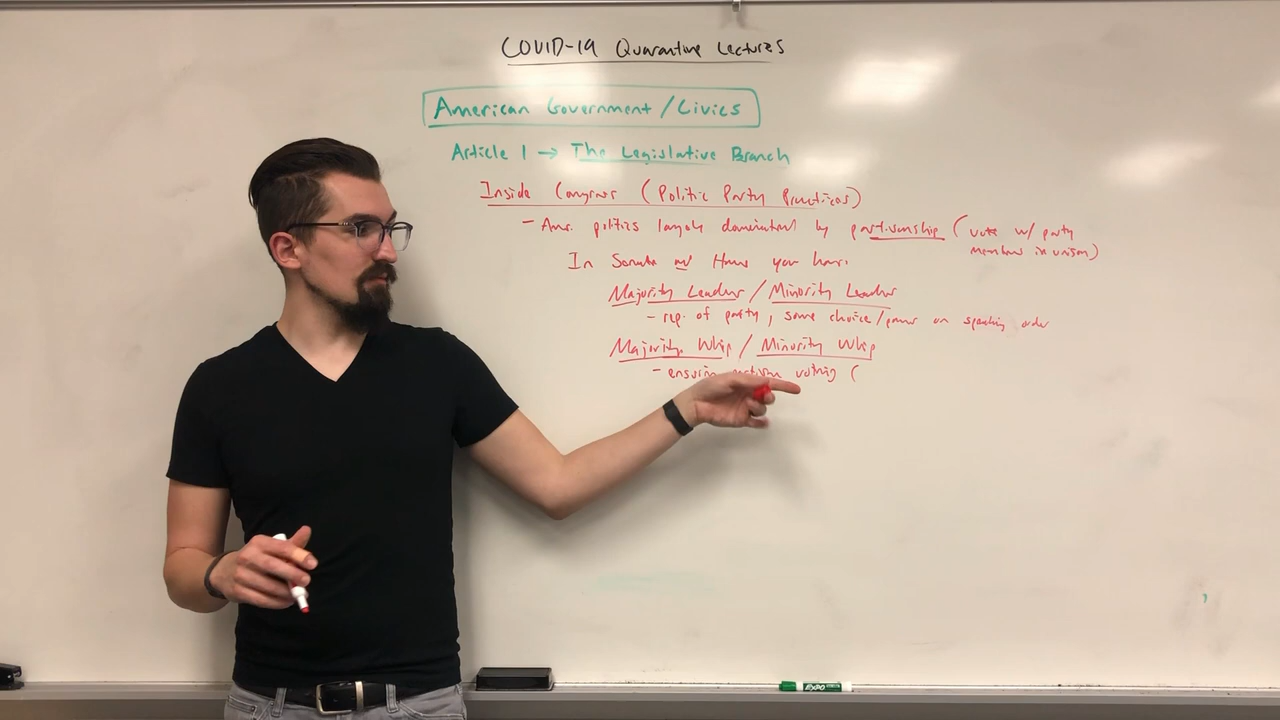 COVID-19 Quarantine Lectures
American Government/Civics
Article 1 → The Legislative Branch
Inside Congress (Politic Party Practices)
- Am. politics largely dominated by partisanship (vote w/ party
members in unison)
In Senate and House you have:
Majority Leader / Minority Leader
- rep. of party, some choice/power on speaking order
Majority Whip / Minority Whip
- ensuring voting (
EXPO